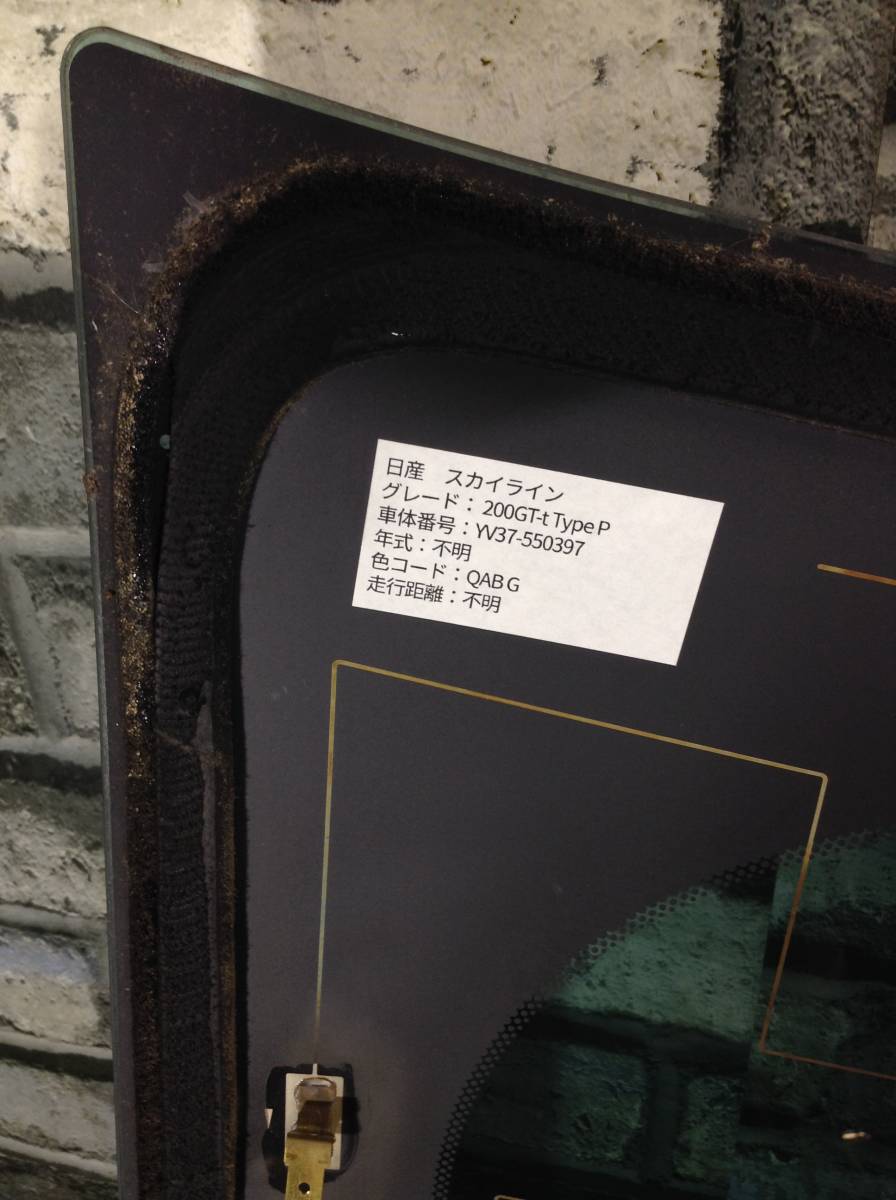 日産　スカイライン
グレード： 200GT-t Type P
車体番号：YV37-550397
年式：不明
色コード：QAB G
走行距離：不明